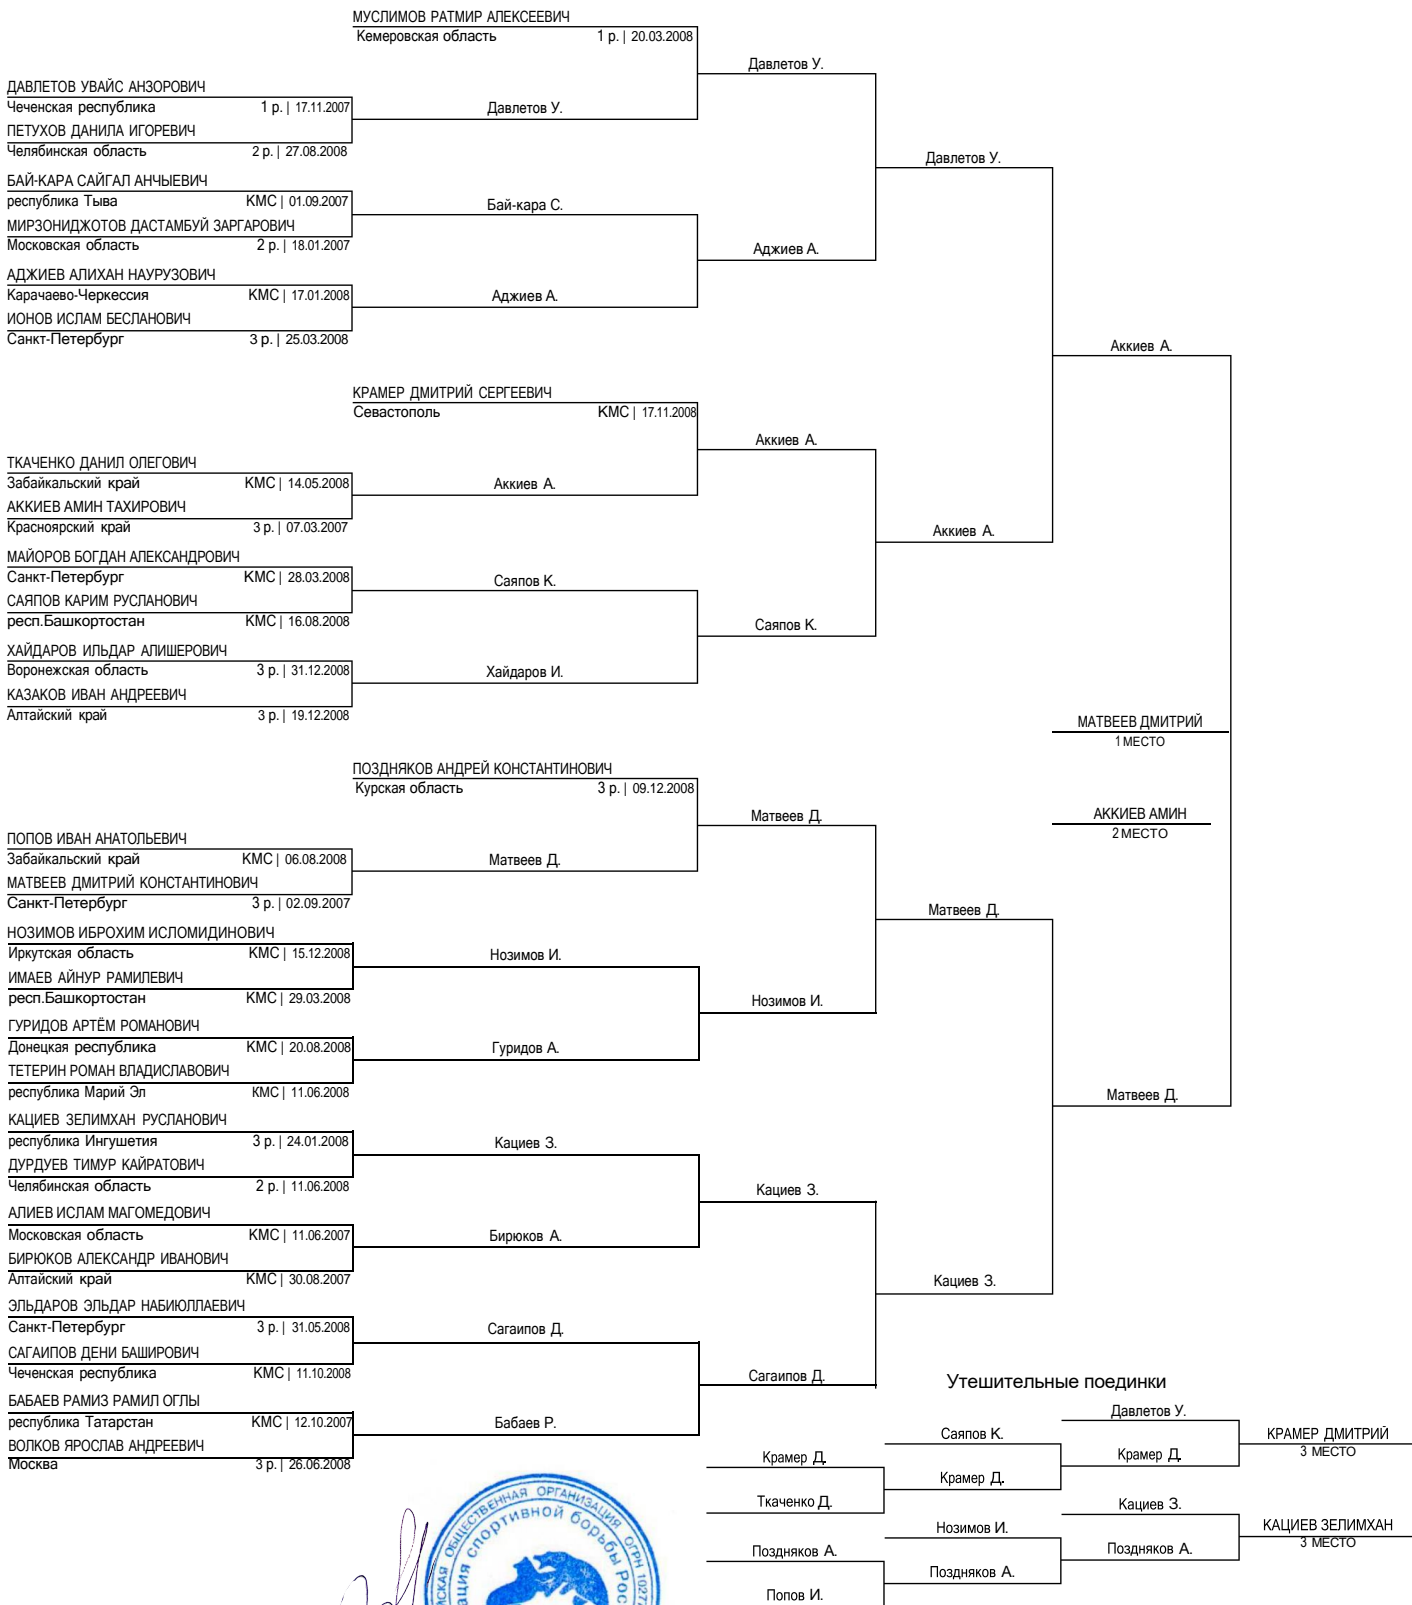 МУСЛИМОВ РАТМИР АЛЕКСЕЕВИЧ
Кемеровская область 1 р. | 20.03.2008
Давлетов У.
ДАВЛЕТОВ УВАЙС АНЗОРОВИЧ
Чеченская республика 1 р. | 17.11.2007
Давлетов У.
ПЕТУХОВ ДАНИЛА ИГОРЕВИЧ
Челябинская область 2 р. | 27.08.2008
Давлетов У.
БАЙ-КАРА САЙГАЛ АНЧЫЕВИЧ
республика Тыва КМС | 01.09.2007
Бай-кара С.
МИРЗОНИДЖОТОВ ДАСТАМБУЙ ЗАРГАРОВИЧ
Московская область 2 р. | 18.01.2007
Аджиев А.
АДЖИЕВ АЛИХАН НАУРУЗОВИЧ
Карачаево-Черкессия КМС | 17.01.2008
Аджиев А.
ИОНОВ ИСЛАМ БЕСЛАНОВИЧ
Санкт-Петербург 3 р. | 25.03.2008
Аккиев А.
КРАМЕР ДМИТРИЙ СЕРГЕЕВИЧ
Севастополь КМС | 17.11.2008
Аккиев А.
ТКАЧЕНКО ДАНИЛ ОЛЕГОВИЧ
Забайкальский край КМС | 14.05.2008
Аккиев А.
АККИЕВ АМИН ТАХИРОВИЧ
Красноярский край 3 р. | 07.03.2007
Аккиев А.
МАЙОРОВ БОГДАН АЛЕКСАНДРОВИЧ
Санкт-Петербург КМС | 28.03.2008
Саяпов К.
САЯПОВ КАРИМ РУСЛАНОВИЧ
респ.Башкортостан КМС | 16.08.2008
Саяпов К.
ХАЙДАРОВ ИЛЬДАР АЛИШЕРОВИЧ
Воронежская область 3 р. | 31.12.2008
Хайдаров И.
КАЗАКОВ ИВАН АНДРЕЕВИЧ
Алтайский край 3 р. | 19.12.2008
МАТВЕЕВ ДМИТРИЙ
1 МЕСТО
ПОЗДНЯКОВ АНДРЕЙ КОНСТАНТИНОВИЧ
Курская область 3 р. | 09.12.2008
Матвеев Д.
АККИЕВ АМИН
2 МЕСТО
ПОПОВ ИВАН АНАТОЛЬЕВИЧ
Забайкальский край КМС | 06.08.2008
Матвеев Д.
МАТВЕЕВ ДМИТРИЙ КОНСТАНТИНОВИЧ
Санкт-Петербург 3 р. | 02.09.2007
Матвеев Д.
НОЗИМОВ ИБРОХИМ ИСЛОМИДИНОВИЧ
Иркутская область КМС | 15.12.2008
Нозимов И.
ИМАЕВ АЙНУР РАМИЛЕВИЧ
респ.Башкортостан КМС | 29.03.2008
Нозимов И.
ГУРИДОВ АРТЁМ РОМАНОВИЧ
Донецкая республика КМС | 20.08.2008
Гуридов А.
ТЕТЕРИН РОМАН ВЛАДИСЛАВОВИЧ
республика Марий Эл КМС | 11.06.2008
Матвеев Д.
КАЦИЕВ ЗЕЛИМХАН РУСЛАНОВИЧ
республика Ингушетия 3 р. | 24.01.2008
Кациев З.
ДУРДУЕВ ТИМУР КАЙРАТОВИЧ
Челябинская область 2 р. | 11.06.2008
Кациев З.
АЛИЕВ ИСЛАМ МАГОМЕДОВИЧ
Московская область КМС | 11.06.2007
Бирюков А.
БИРЮКОВ АЛЕКСАНДР ИВАНОВИЧ
Алтайский край КМС | 30.08.2007
Кациев З.
ЭЛЬДАРОВ ЭЛЬДАР НАБИЮЛЛАЕВИЧ
Санкт-Петербург 3 р. | 31.05.2008
Сагаипов Д.
САГАИПОВ ДЕНИ БАШИРОВИЧ
Чеченская республика КМС | 11.10.2008
Сагаипов Д.
БАБАЕВ РАМИЗ РАМИЛ ОГЛЫ
республика Татарстан КМС | 12.10.2007
Бабаев Р.
ВОЛКОВ ЯРОСЛАВ АНДРЕЕВИЧ
Москва 3 р. | 26.06.2008
Утешительные поединки
Давлетов У.
Саяпов К.
КРАМЕР ДМИТРИЙ
3 МЕСТО
Крамер Д.
Крамер Д.
Крамер Д.
Ткаченко Д.
Кациев З.
Нозимов И.
КАЦИЕВ ЗЕЛИМХАН
3 МЕСТО
Поздняков А.
Поздняков А.
Поздняков А.
Попов И.
ОБЩЕСТВЕННАЯ ОРГАНИЗАЦИЯ ОГРН
спортивной борьбы